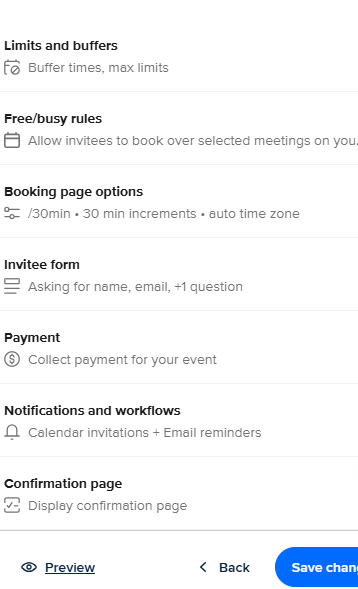 Limits and buffers
Buffer times, max limits
Free/busy rules
Allow invitees to book over selected meetings on you.
Booking page options
/30min • 30 min increments • auto time zone
Invitee form
Asking for name, email, +1 question
Payment
Collect payment for your event
Notifications and workflows
Calendar invitations + Email reminders
Confirmation page
Display confirmation page
Preview
Back
Save chang